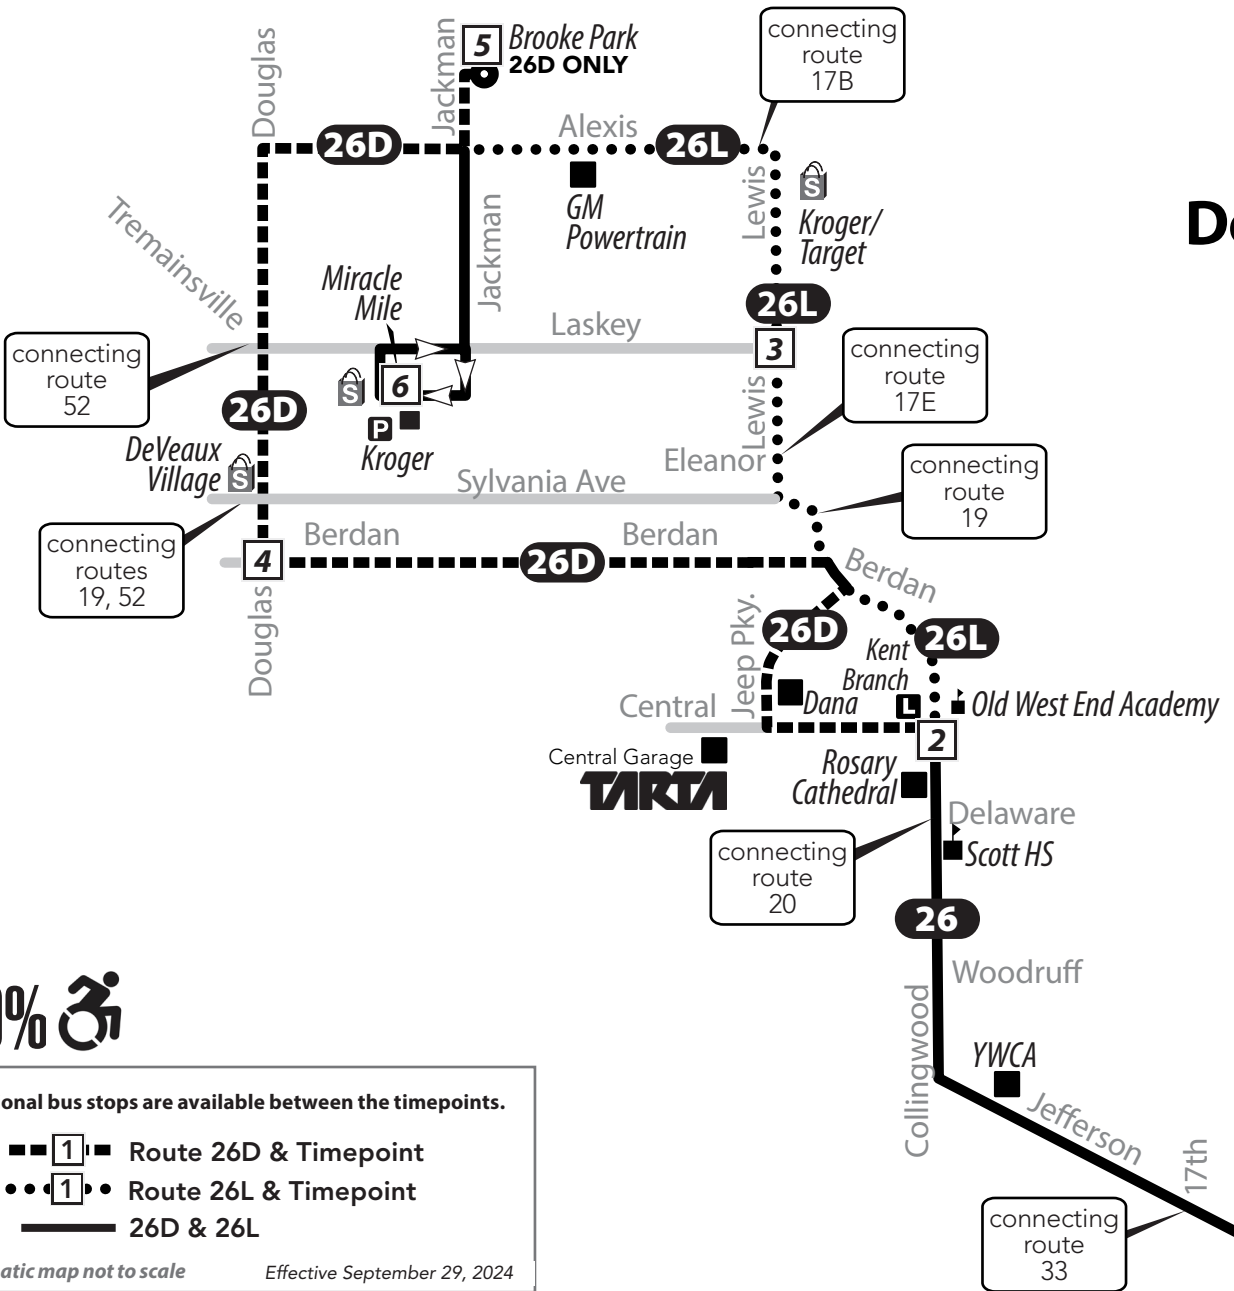 5
Brooke Park
26D ONLY
connecting
route
17B
Douglas
Jackman
26D
Alexis
26L
GM
Powertrain
Lewis
S
Kroger/
Target
Tremainsville
Jackman
Miracle
Mile
Laskey
26L
3
connecting
route
52
connecting
route
17E
26D
S
6
P
Kroger
Lewis
DeVeaux
Village
S
Eleanor
Sylvania Ave
connecting
route
19
connecting
routes
19, 52
4
Berdan
26D
Berdan
Berdan
Douglas
Jeep Pky.
26D
Kent
Branch
L
26L
Dana
Old West End Academy
Central
2
Central Garage
TARTA
Rosary
Cathedral
Delaware
Scott HS
connecting
route
20
26
Woodruff
Collingwood
YWCA
Jefferson
17th
connecting
route
33
%
onal bus stops are available between the timepoints.
1 Route 26D & Timepoint
1 Route 26L & Timepoint
26D & 26L
atic map not to scale
Effective September 29, 2024